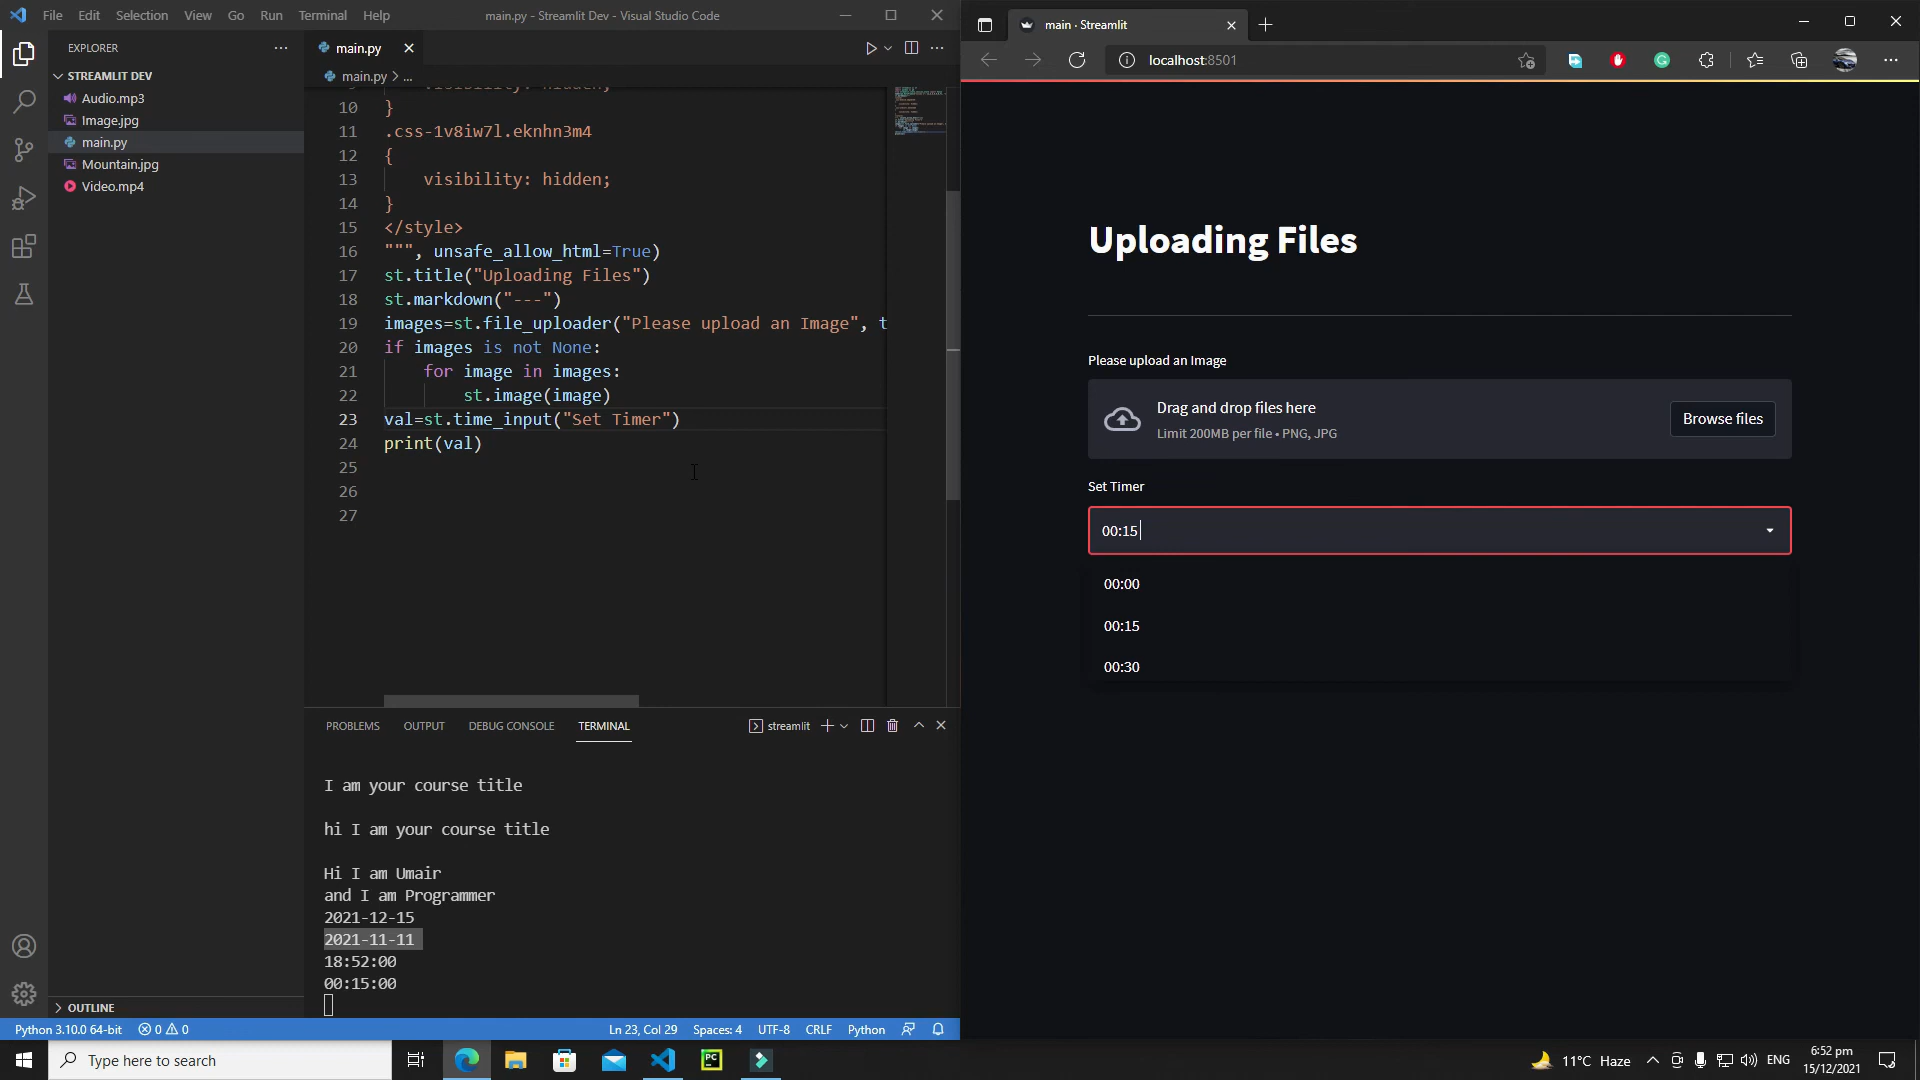 File Edit Selection View Go Run Terminal Help
main.py - Streamlit Dev - Visual Studio Code
EXPLORER
STREAMLIT DEV
Audio.mp3
Image.jpg
main.py
Mountain.jpg
Video.mp4
OUTLINE
main.py
main.py > ...
10 }
11 .css-1v8iw7l.eknhn3m4
12 {
13 visibility: hidden;
14 }
15 </style>
16 """, unsafe_allow_html=True)
17 st.title("Uploading Files")
18 st.markdown("---")
19 images=st.file_uploader("Please upload an Image", t
20 if images is not None:
21 for image in images:
22 st.image(image)
23 val=st.time_input("Set Timer")
24 print(val)
25
26
27
PROBLEMS OUTPUT DEBUG CONSOLE TERMINAL
streamlit
I am your course title
hi I am your course title
Hi I am Umair
and I am Programmer
2021-12-15
2021-11-11
18:52:00
00:15:00
Python 3.10.0 64-bit 0 0 Ln 23, Col 29 Spaces: 4 UTF-8 CRLF Python
main · Streamlit
localhost:8501
Uploading Files
Please upload an Image
Drag and drop files here
Limit 200MB per file • PNG, JPG
Browse files
Set Timer
00:15
00:00
00:15
00:30
Type here to search
PC
11°C Haze
ENG
6:52 pm
15/12/2021